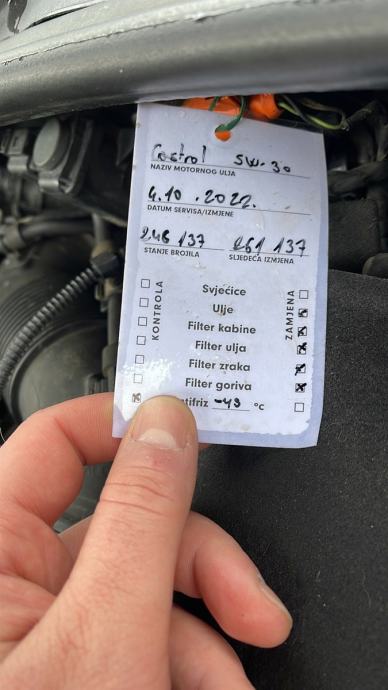 Castrol 5W-30
NAZIV MOTORNOG ULJA
4.10.2022.
DATUM SERVISA/IZMJENE
246 137 261 137
STANJE BROJILA SLJEDEĆA IZMJENA
KONTROLA
ZAMJENA
Svjećice
Ulje
Filter kabine
Filter ulja
Filter zraka
Filter goriva
tifriz -43 °C